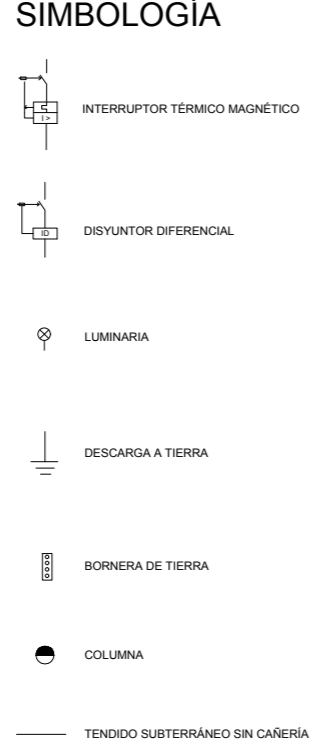 SIMBOLOGÍA
I >
INTERRUPTOR TÉRMICO MAGNÉTICO
ID
DISYUNTOR DIFERENCIAL
LUMINARIA
DESCARGA A TIERRA
BORNERA DE TIERRA
COLUMNA
TENDIDO SUBTERRÁNEO SIN CAÑERÍA